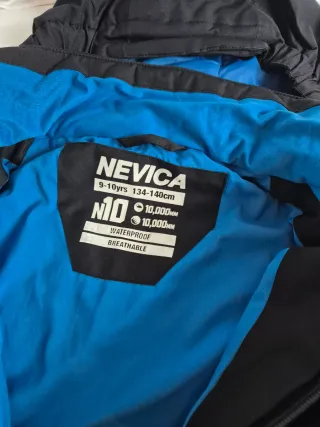 NEVICA
9-10yrs 134-140cm
N10 10,000MM
10,000MM
WATERPROOF
BREATHABLE